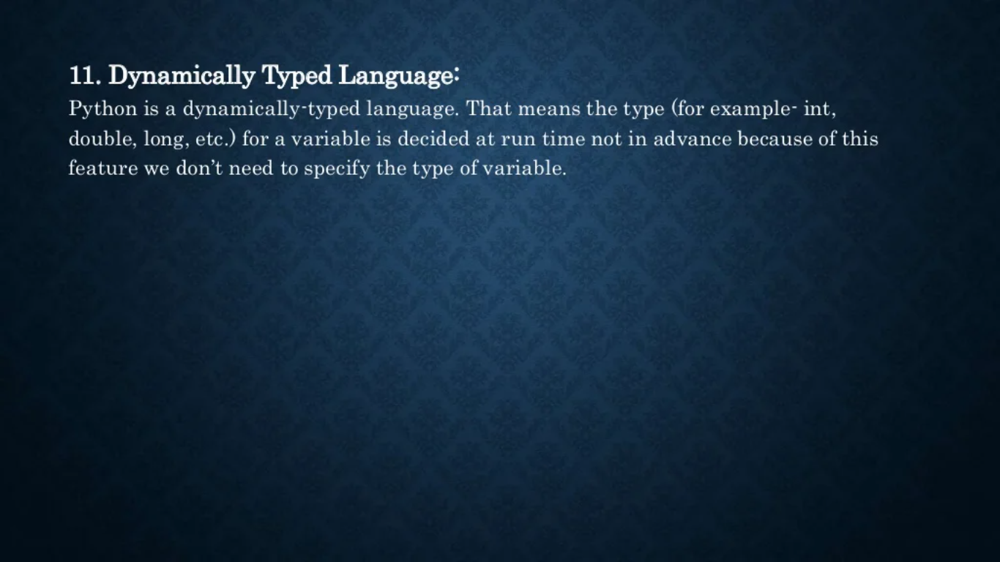 11. Dynamically Typed Language:
Python is a dynamically-typed language. That means the type (for example- int,
double, long, etc.) for a variable is decided at run time not in advance because of this
feature we don’t need to specify the type of variable.